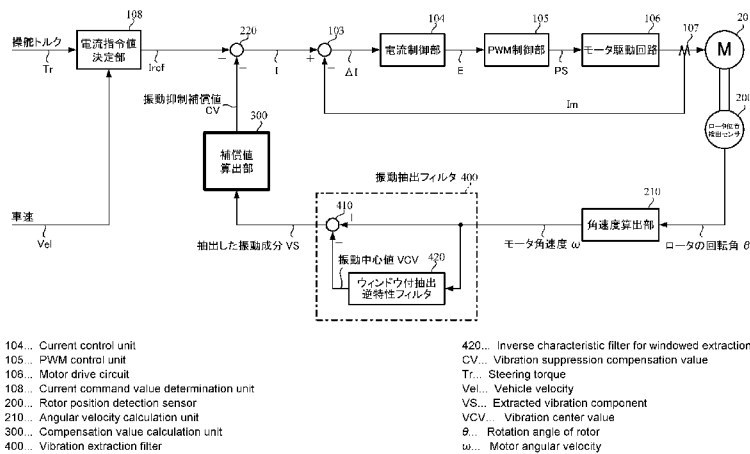 108
操舵トルク
Tr
電流指令値
決定部
Iref
220
I
103
ΔI
104
電流制御部
E
105
PWM制御部
PS
106
モータ駆動回路
107
20
M
Im
200
ロータ位置
検出センサ
振動抑制補償値
CV
300
補償値
算出部
振動抽出フィルタ 400
410
車速
Vel
抽出した振動成分 VS
振動中心値 VCV
420
ウィンドウ付抽出
逆特性フィルタ
モータ角速度 ω
210
角速度算出部
ロータの回転角 θ
104... Current control unit
105... PWM control unit
106... Motor drive circuit
108... Current command value determination unit
200... Rotor position detection sensor
210... Angular velocity calculation unit
300... Compensation value calculation unit
400... Vibration extraction filter
420... Inverse characteristic filter for windowed extraction
CV... Vibration suppression compensation value
Tr... Steering torque
Vel... Vehicle velocity
VS... Extracted vibration component
VCV... Vibration center value
θ... Rotation angle of rotor
ω... Motor angular velocity